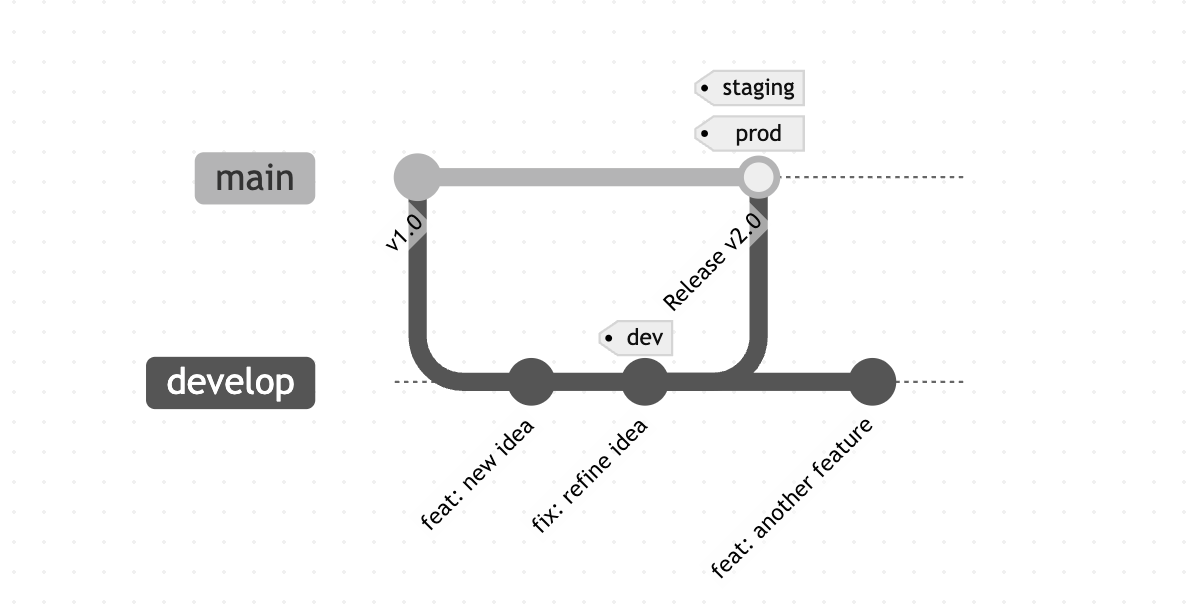 staging
prod
main
v1.0
Release v2.0
dev
develop
feat: new idea
fix: refine idea
feat: another feature